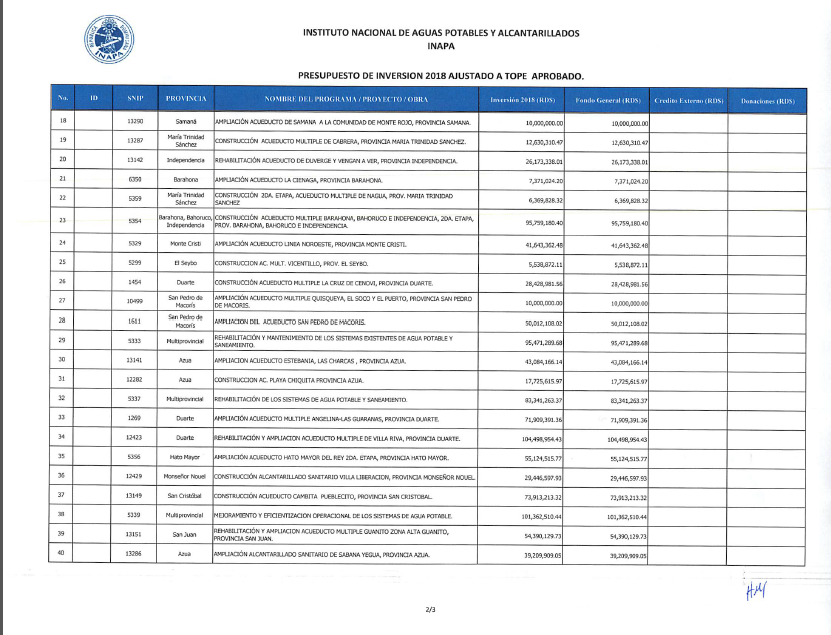 INSTITUTO NACIONAL DE AGUAS POTABLES Y ALCANTARILLADOS
INAPA
INAPA
PRESUPUESTO DE INVERSION 2018 AJUSTADO A TOPE APROBADO.
No. ID SNIP PROVINCIA NOMBRE DEL PROGRAMA / PROYECTO / OBRA Inversión 2018 (RD$) Fondo General (RD$) Credito Externo (RD$) Donaciones (RD$)
18 13290 Samaná AMPLIACIÓN ACUEDUCTO DE SAMANA A LA COMUNIDAD DE MONTE ROJO, PROVINCIA SAMANA. 10,000,000.00 10,000,000.00
19 13287 María Trinidad Sánchez CONSTRUCCIÓN ACUEDUCTO MULTIPLE DE CABRERA, PROVINCIA MARIA TRINIDAD SANCHEZ. 12,630,310.47 12,630,310.47
20 13142 Independencia REHABILITACIÓN ACUEDUCTO DE DUVERGE Y VENGAN A VER, PROVINCIA INDEPENDENCIA. 26,173,338.01 26,173,338.01
21 6350 Barahona AMPLIACIÓN ACUEDUCTO LA CIENAGA, PROVINCIA BARAHONA. 7,371,024.20 7,371,024.20
22 5359 María Trinidad Sánchez CONSTRUCCIÓN 2DA. ETAPA, ACUEDUCTO MULTIPLE DE NAGUA, PROV. MARIA TRINIDAD
SANCHEZ 6,369,828.32 6,369,828.32
23 5354 Barahona, Bahoruco, Independencia CONSTRUCCIÓN ACUEDUCTO MULTIPLE BARAHONA, BAHORUCO E INDEPENDENCIA, 2DA. ETAPA,
PROV. BARAHONA, BAHORUCO E INDEPENDENCIA. 95,759,180.40 95,759,180.40
24 5329 Monte Cristi AMPLIACIÓN ACUEDUCTO LINEA NOROESTE, PROVINCIA MONTE CRISTI. 41,643,362.48 41,643,362.48
25 5299 El Seybo CONSTRUCCION AC. MULT. VICENTILLO, PROV. EL SEYBO. 5,538,872.11 5,538,872.11
26 1454 Duarte CONSTRUCCIÓN ACUEDUCTO MULTIPLE LA CRUZ DE CENOVI, PROVINCIA DUARTE. 28,428,981.56 28,428,981.56
27 10499 San Pedro de Macorís AMPLIACIÓN ACUEDUCTO MULTIPLE QUISQUEYA, EL SOCO Y EL PUERTO, PROVINCIA SAN PEDRO
DE MACORIS. 10,000,000.00 10,000,000.00
28 1611 San Pedro de Macorís AMPLIACION DEL ACUEDUCTO SAN PEDRO DE MACORIS. 50,012,108.02 50,012,108.02
29 5333 Multiprovincial REHABILITACIÓN Y MANTENIMIENTO DE LOS SISTEMAS EXISTENTES DE AGUA POTABLE Y
SANEAMIENTO. 95,471,289.68 95,471,289.68
30 13141 Azua AMPLIACION ACUEDUCTO ESTEBANIA, LAS CHARCAS , PROVINCIA AZUA. 43,084,166.14 43,084,166.14
31 12282 Azua CONSTRUCCION AC. PLAYA CHIQUITA PROVINCIA AZUA. 17,725,615.97 17,725,615.97
32 5337 Multiprovincial REHABILITACIÓN DE LOS SISTEMAS DE AGUA POTABLE Y SANEAMIENTO. 83,341,263.37 83,341,263.37
33 1269 Duarte AMPLIACIÓN ACUEDUCTO MULTIPLE ANGELINA-LAS GUARANAS, PROVINCIA DUARTE. 71,909,391.36 71,909,391.36
34 12423 Duarte REHABILITACIÓN Y AMPLIACION ACUEDUCTO MULTIPLE DE VILLA RIVA, PROVINCIA DUARTE. 104,498,954.43 104,498,954.43
35 5356 Hato Mayor AMPLIACIÓN ACUEDUCTO HATO MAYOR DEL REY 2DA. ETAPA, PROVINCIA HATO MAYOR. 55,124,515.77 55,124,515.77
36 12429 Monseñor Nouel CONSTRUCCIÓN ALCANTARILLADO SANITARIO VILLA LIBERACION, PROVINCIA MONSEÑOR NOUEL. 29,446,597.93 29,446,597.93
37 13149 San Cristóbal CONSTRUCCIÓN ACUEDUCTO CAMBITA PUEBLECITO, PROVINCIA SAN CRISTOBAL. 73,913,213.32 73,913,213.32
38 5339 Multiprovincial MEJORAMIENTO Y EFICIENTIZACION OPERACIONAL DE LOS SISTEMAS DE AGUA POTABLE. 101,362,510.44 101,362,510.44
39 13151 San Juan REHABILITACIÓN Y AMPLIACION ACUEDUCTO MULTIPLE GUANITO ZONA ALTA GUANITO,
PROVINCIA SAN JUAN. 54,390,129.73 54,390,129.73
40 13286 Azua AMPLIACIÓN ALCANTARILLADO SANITARIO DE SABANA YEGUA, PROVINCIA AZUA. 39,209,909.05 39,209,909.05
2/3